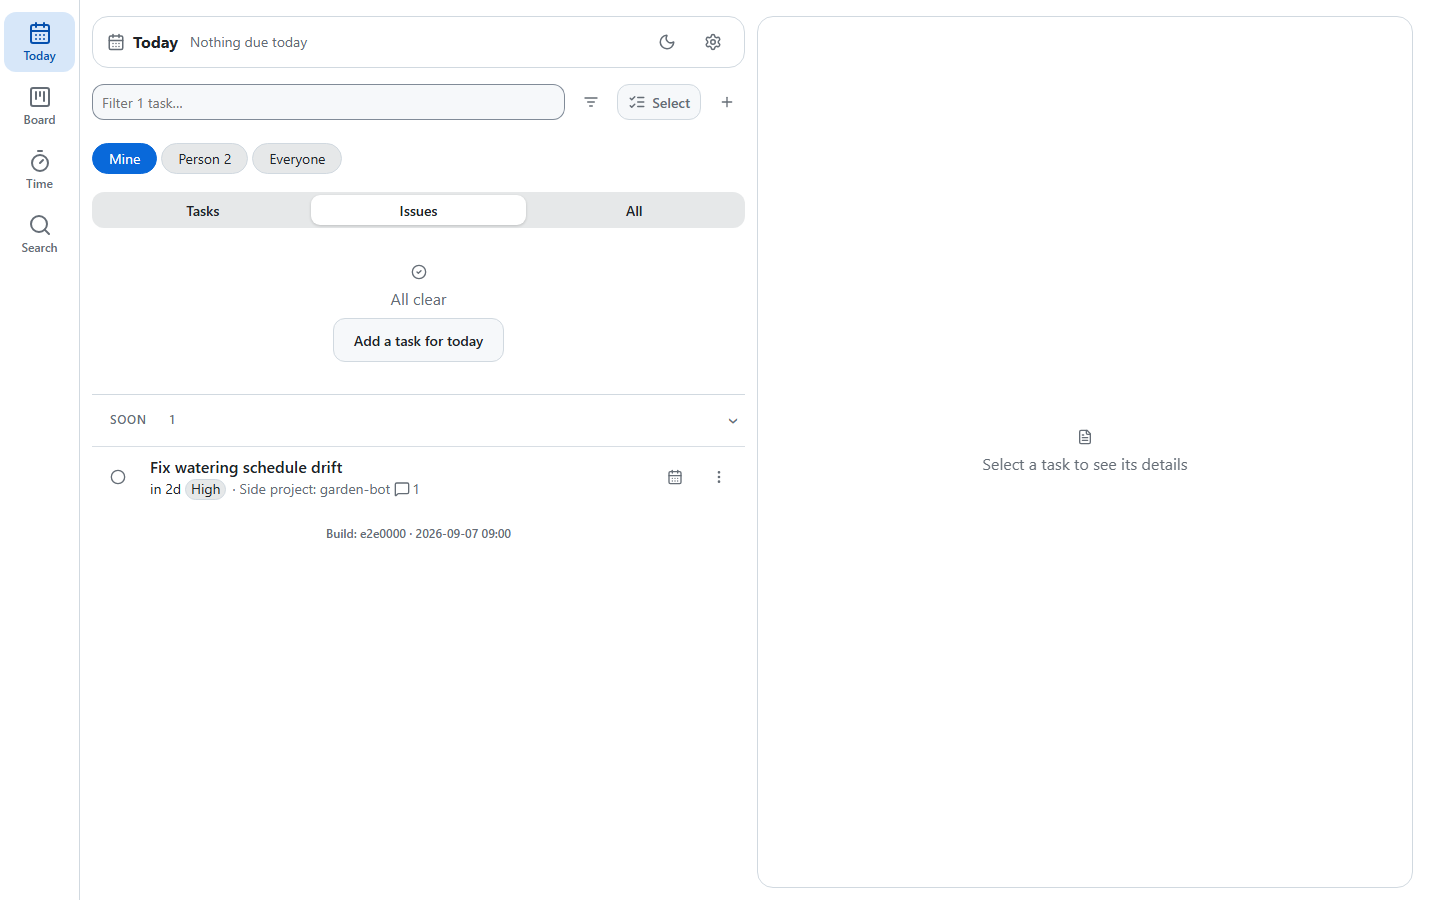 Today
Board
Time
Search
Today Nothing due today
Filter 1 task...
Select
Mine
Person 2
Everyone
Tasks
Issues
All
All clear
Add a task for today
SOON 1
Fix watering schedule drift
in 2d High · Side project: garden-bot 1
Build: e2e0000 · 2026-09-07 09:00
Select a task to see its details